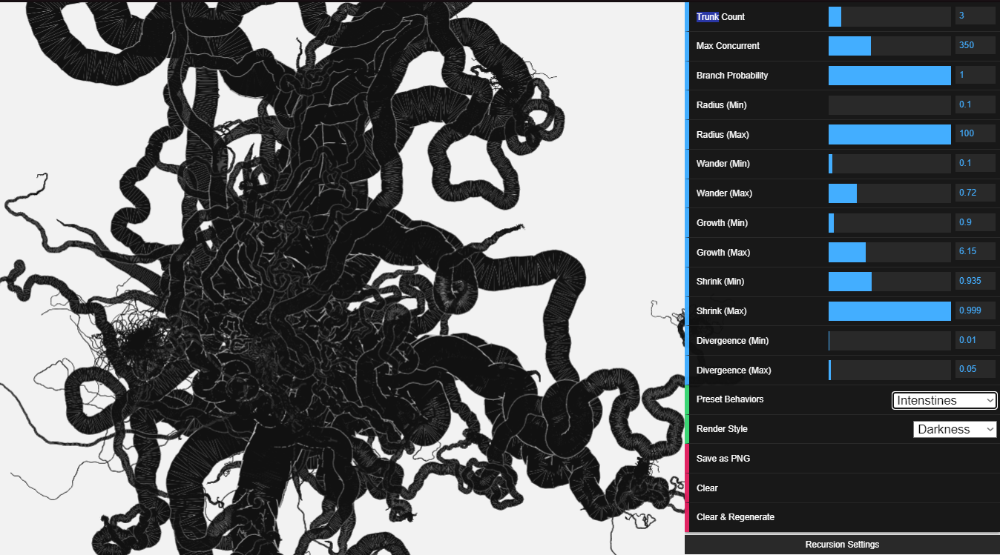 Trunk Count 3
Max Concurrent 350
Branch Probability 1
Radius (Min) 0.1
Radius (Max) 100
Wander (Min) 0.1
Wander (Max) 0.72
Growth (Min) 0.9
Growth (Max) 6.15
Shrink (Min) 0.935
Shrink (Max) 0.999
Divergeence (Min) 0.01
Divergeence (Max) 0.05
Preset Behaviors Intenstines
Render Style Darkness
Save as PNG
Clear
Clear & Regenerate
Recursion Settings